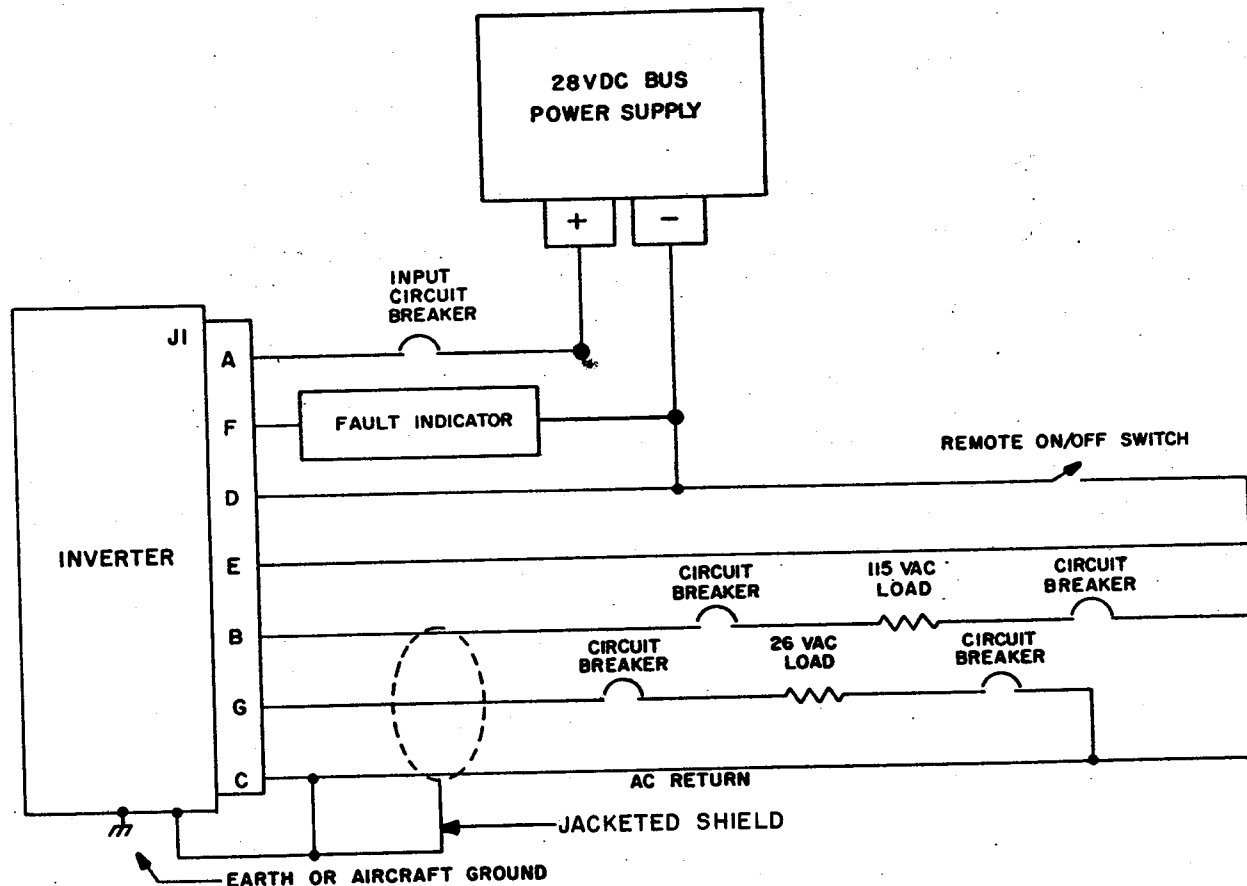 28VDC BUS
POWER SUPPLY
+
-
INPUT
CIRCUIT
BREAKER
J1
A
F
FAULT INDICATOR
REMOTE ON/OFF SWITCH
D
INVERTER
E
CIRCUIT
BREAKER
115 VAC
LOAD
CIRCUIT
BREAKER
B
CIRCUIT
BREAKER
26 VAC
LOAD
CIRCUIT
BREAKER
G
C
AC RETURN
JACKETED SHIELD
EARTH OR AIRCRAFT GROUND